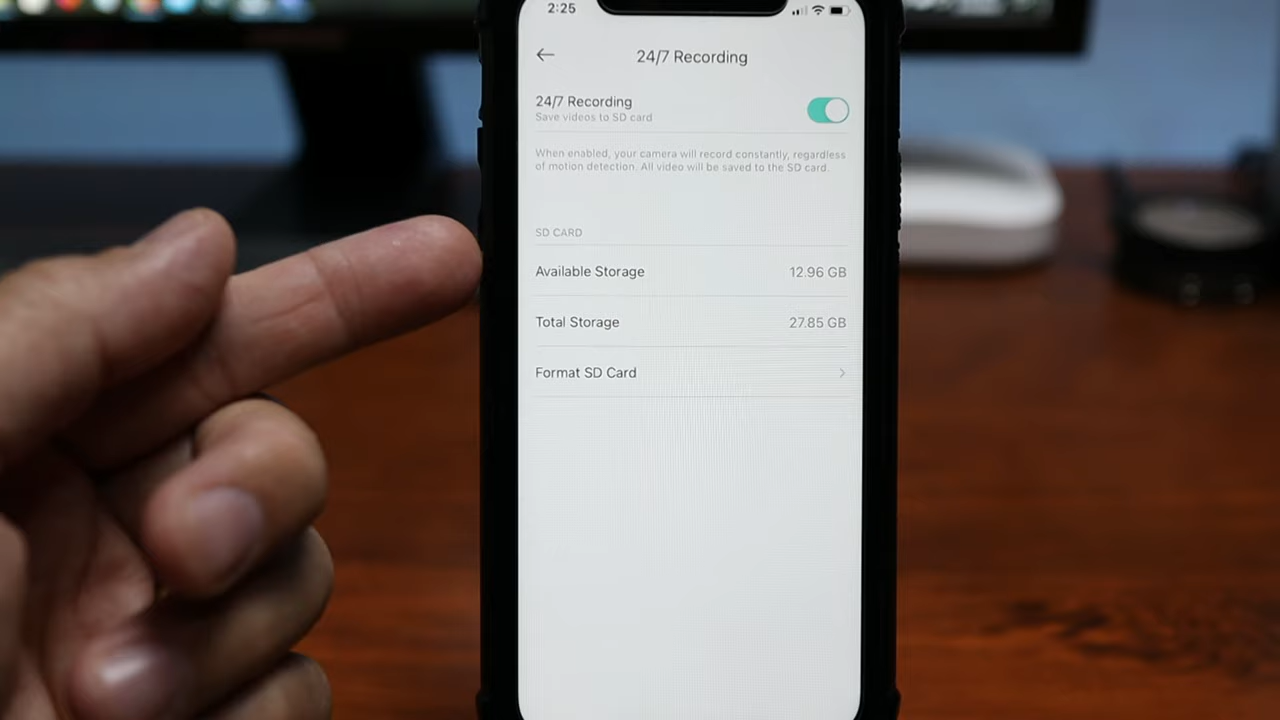 2:25
24/7 Recording
24/7 Recording
Save videos to SD card
When enabled, your camera will record constantly, regardless
of motion detection. All video will be saved to the SD card.
SD CARD
Available Storage 12.96 GB
Total Storage 27.85 GB
Format SD Card